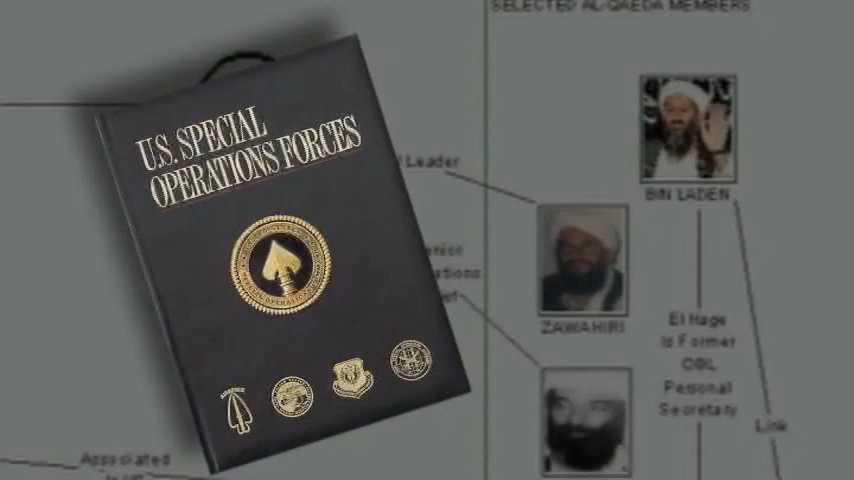 SELECTED AL-QAEDA MEMBERS
U.S. SPECIAL
OPERATIONS FORCES
Leader
BIN LADEN
ZAWAHIRI
El Hage
is Former
OBL
Personal
Secretary
Link
Associated